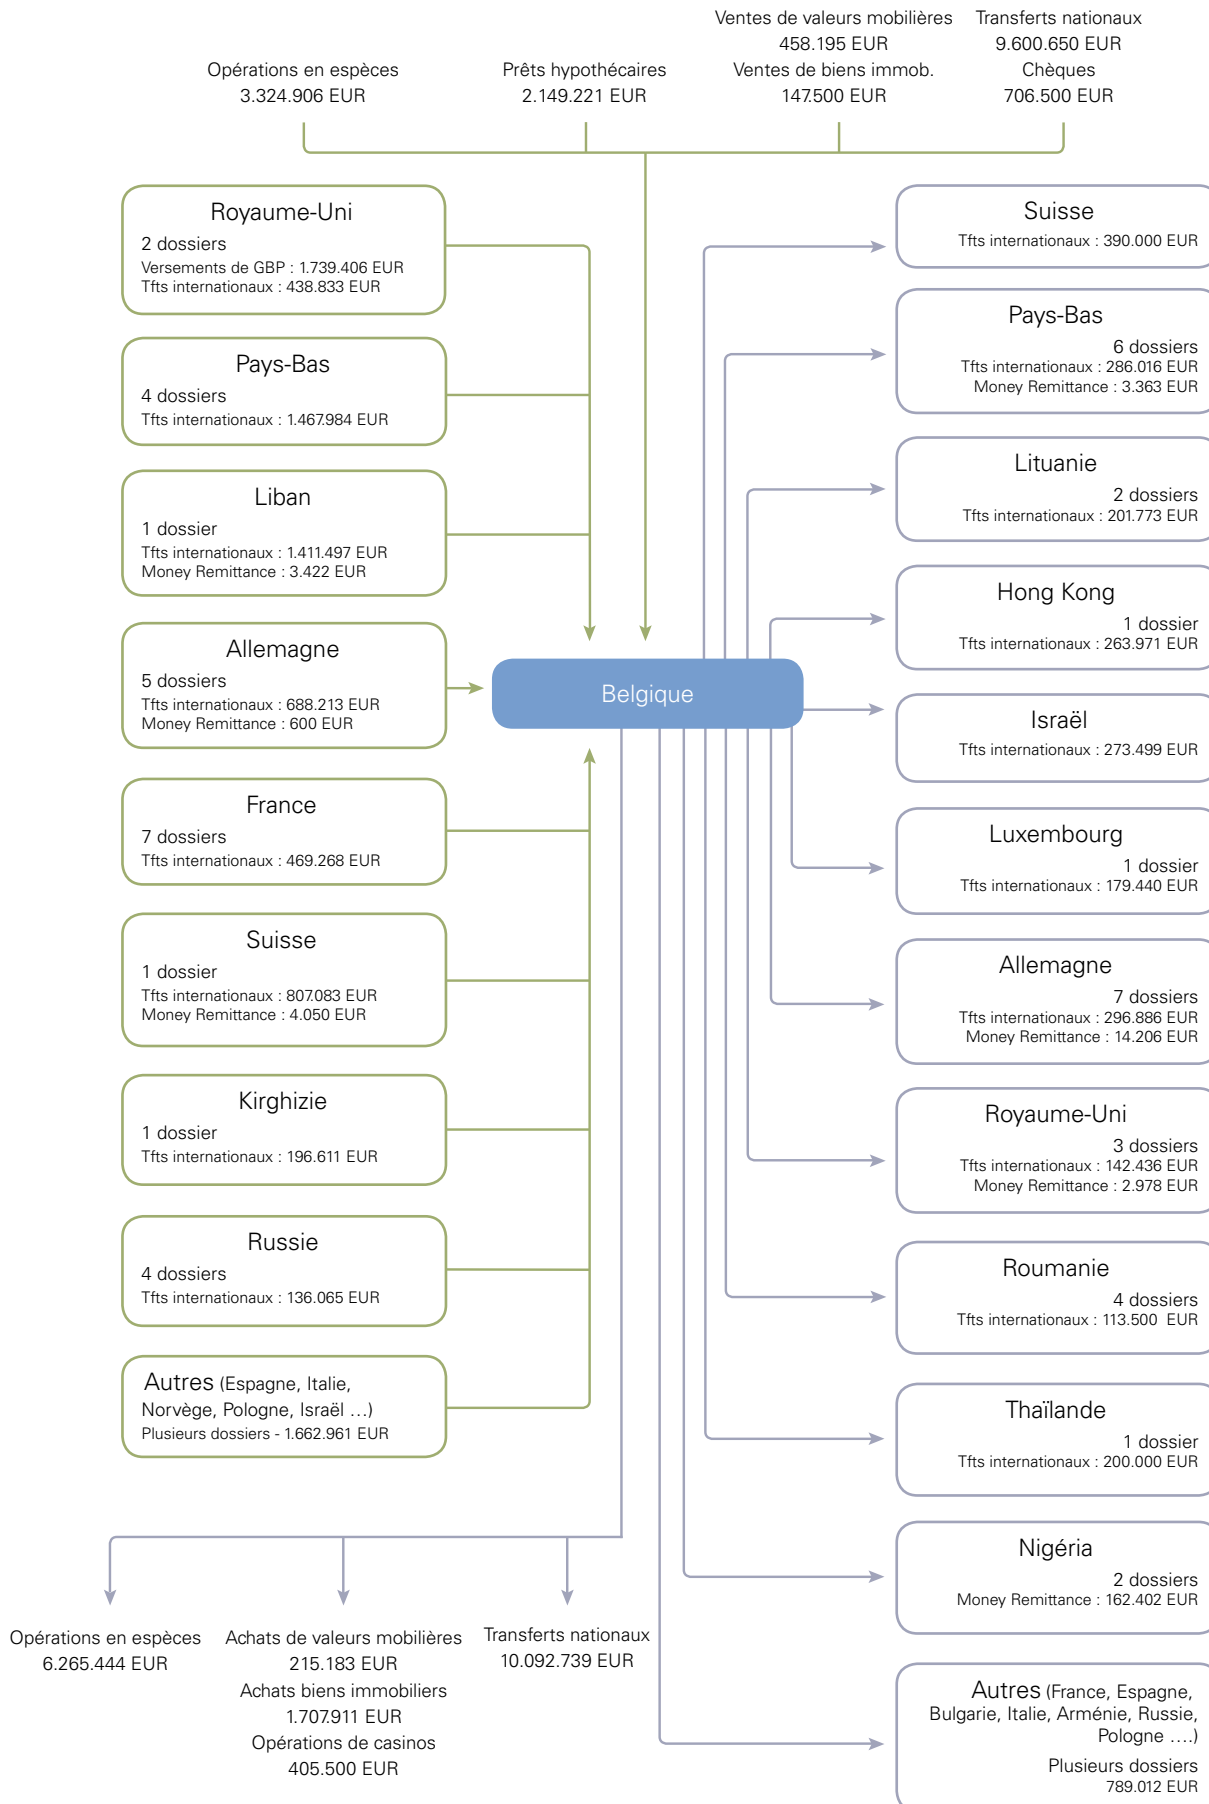 Ventes de valeurs mobilières
458.195 EUR
Ventes de biens immob.
147.500 EUR
Transferts nationaux
9.600.650 EUR
Chèques
706.500 EUR
Opérations en espèces
3.324.906 EUR
Prêts hypothécaires
2.149.221 EUR
Royaume-Uni
2 dossiers
Versements de GBP : 1.739.406 EUR
Tfts internationaux : 438.833 EUR
Pays-Bas
4 dossiers
Tfts internationaux : 1.467.984 EUR
Liban
1 dossier
Tfts internationaux : 1.411.497 EUR
Money Remittance : 3.422 EUR
Allemagne
5 dossiers
Tfts internationaux : 688.213 EUR
Money Remittance : 600 EUR
France
7 dossiers
Tfts internationaux : 469.268 EUR
Suisse
1 dossier
Tfts internationaux : 807.083 EUR
Money Remittance : 4.050 EUR
Kirghizie
1 dossier
Tfts internationaux : 196.611 EUR
Russie
4 dossiers
Tfts internationaux : 136.065 EUR
Autres (Espagne, Italie,
Norvège, Pologne, Israël ...)
Plusieurs dossiers - 1.662.961 EUR
Belgique
Suisse
Tfts internationaux : 390.000 EUR
Pays-Bas
6 dossiers
Tfts internationaux : 286.016 EUR
Money Remittance : 3.363 EUR
Lituanie
2 dossiers
Tfts internationaux : 201.773 EUR
Hong Kong
1 dossier
Tfts internationaux : 263.971 EUR
Israël
Tfts internationaux : 273.499 EUR
Luxembourg
1 dossier
Tfts internationaux : 179.440 EUR
Allemagne
7 dossiers
Tfts internationaux : 296.886 EUR
Money Remittance : 14.206 EUR
Royaume-Uni
3 dossiers
Tfts internationaux : 142.436 EUR
Money Remittance : 2.978 EUR
Roumanie
4 dossiers
Tfts internationaux : 113.500 EUR
Thaïlande
1 dossier
Tfts internationaux : 200.000 EUR
Nigéria
2 dossiers
Money Remittance : 162.402 EUR
Autres (France, Espagne,
Bulgarie, Italie, Arménie, Russie,
Pologne ....)
Plusieurs dossiers
789.012 EUR
Opérations en espèces
6.265.444 EUR
Achats de valeurs mobilières
215.183 EUR
Achats biens immobiliers
1.707.911 EUR
Opérations de casinos
405.500 EUR
Transferts nationaux
10.092.739 EUR